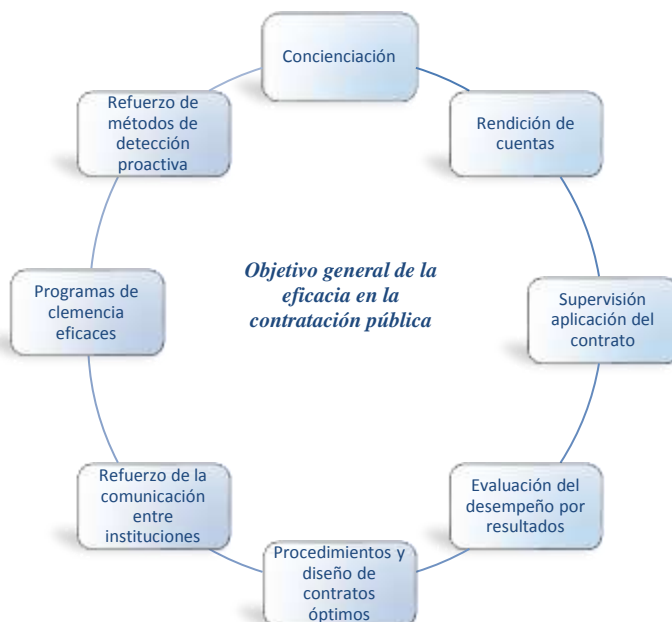 Concienciación
Refuerzo de
métodos de
detección
proactiva
Rendición de
cuentas
Objetivo general de la
eficacia en la
contratación pública
Programas de
clemencia
eficaces
Supervisión
aplicación del
contrato
Refuerzo de la
comunicación
entre
instituciones
Evaluación del
desempeño por
resultados
Procedimientos y
diseño de
contratos
óptimos